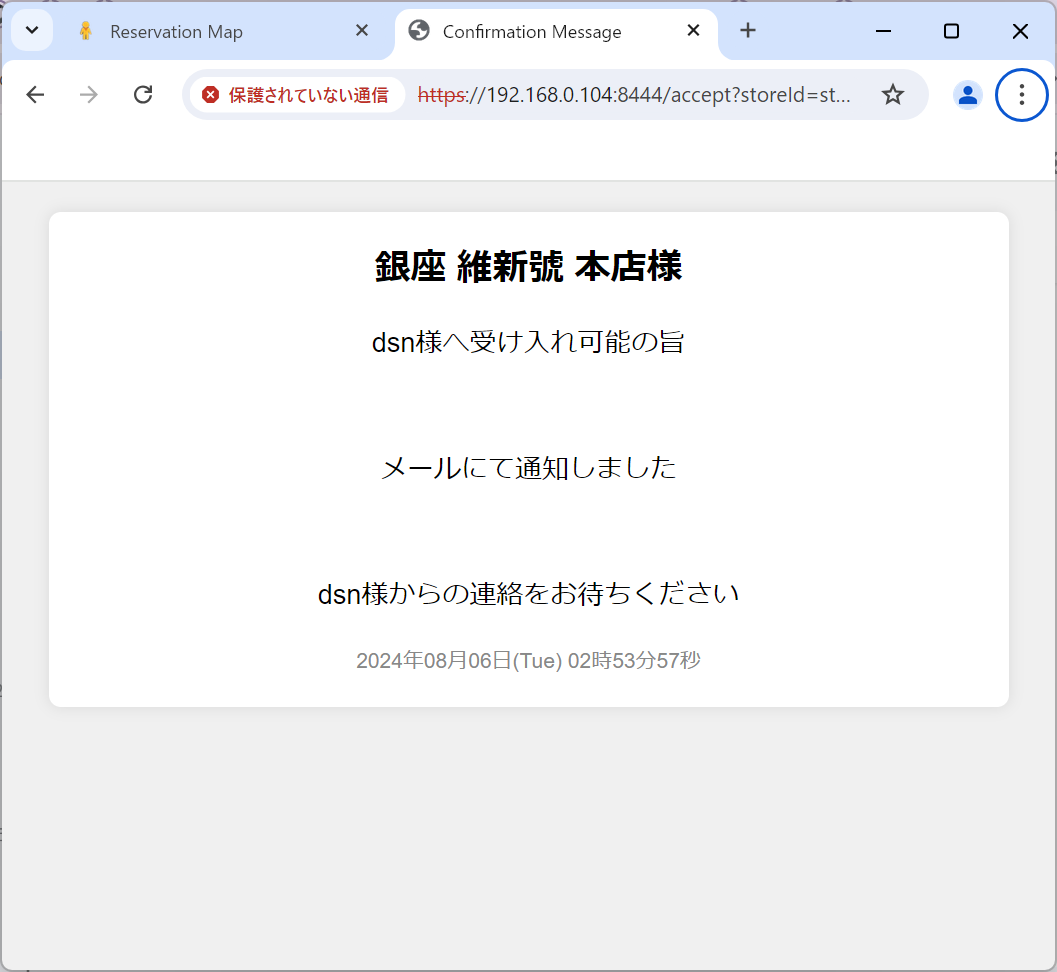 Reservation Map
Confirmation Message
保護されていない通信
https://192.168.0.104:8444/accept?storeId=st...
銀座 維新號 本店様
dsn様へ受け入れ可能の旨
メールにて通知しました
dsn様からの連絡をお待ちください
2024年08月06日(Tue) 02時53分57秒